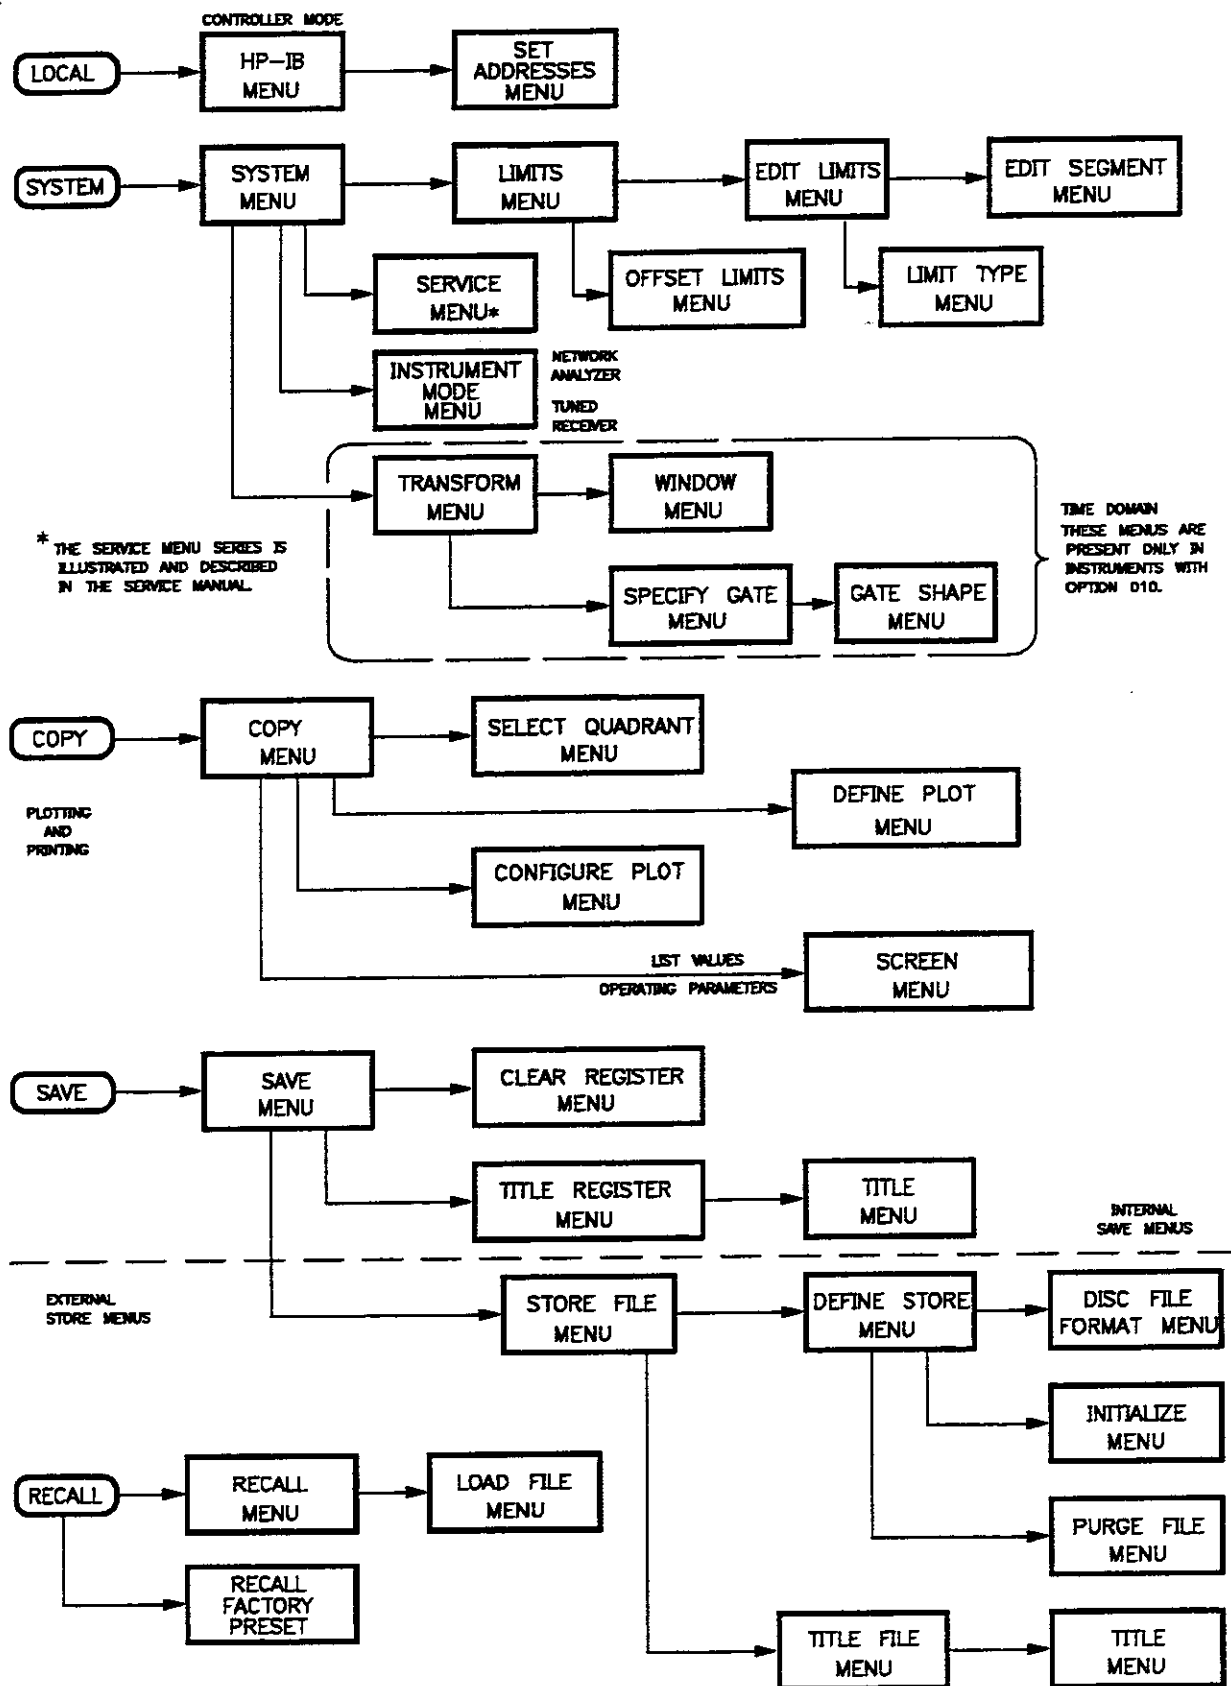 CONTROLLER MODE
LOCAL
HP-IB
MENU
SET
ADDRESSES
MENU
SYSTEM
SYSTEM
MENU
LIMITS
MENU
EDIT LIMITS
MENU
EDIT SEGMENT
MENU
SERVICE
MENU*
OFFSET LIMITS
MENU
LIMIT TYPE
MENU
INSTRUMENT
MODE
MENU
NETWORK
ANALYZER
TUNED
RECEIVER
TRANSFORM
MENU
WINDOW
MENU
TIME DOMAIN
THESE MENUS ARE
PRESENT ONLY IN
INSTRUMENTS WITH
OPTION 010.
* THE SERVICE MENU SERIES IS
ILLUSTRATED AND DESCRIBED
IN THE SERVICE MANUAL.
SPECIFY GATE
MENU
GATE SHAPE
MENU
COPY
COPY
MENU
SELECT QUADRANT
MENU
PLOTTING
AND
PRINTING
DEFINE PLOT
MENU
CONFIGURE PLOT
MENU
LIST VALUES
OPERATING PARAMETERS
SCREEN
MENU
SAVE
SAVE
MENU
CLEAR REGISTER
MENU
TITLE REGISTER
MENU
TITLE
MENU
INTERNAL
SAVE MENUS
EXTERNAL
STORE MENUS
STORE FILE
MENU
DEFINE STORE
MENU
DISC FILE
FORMAT MENU
INITIALIZE
MENU
RECALL
RECALL
MENU
LOAD FILE
MENU
PURGE FILE
MENU
RECALL
FACTORY
PRESET
TITLE FILE
MENU
TITLE
MENU